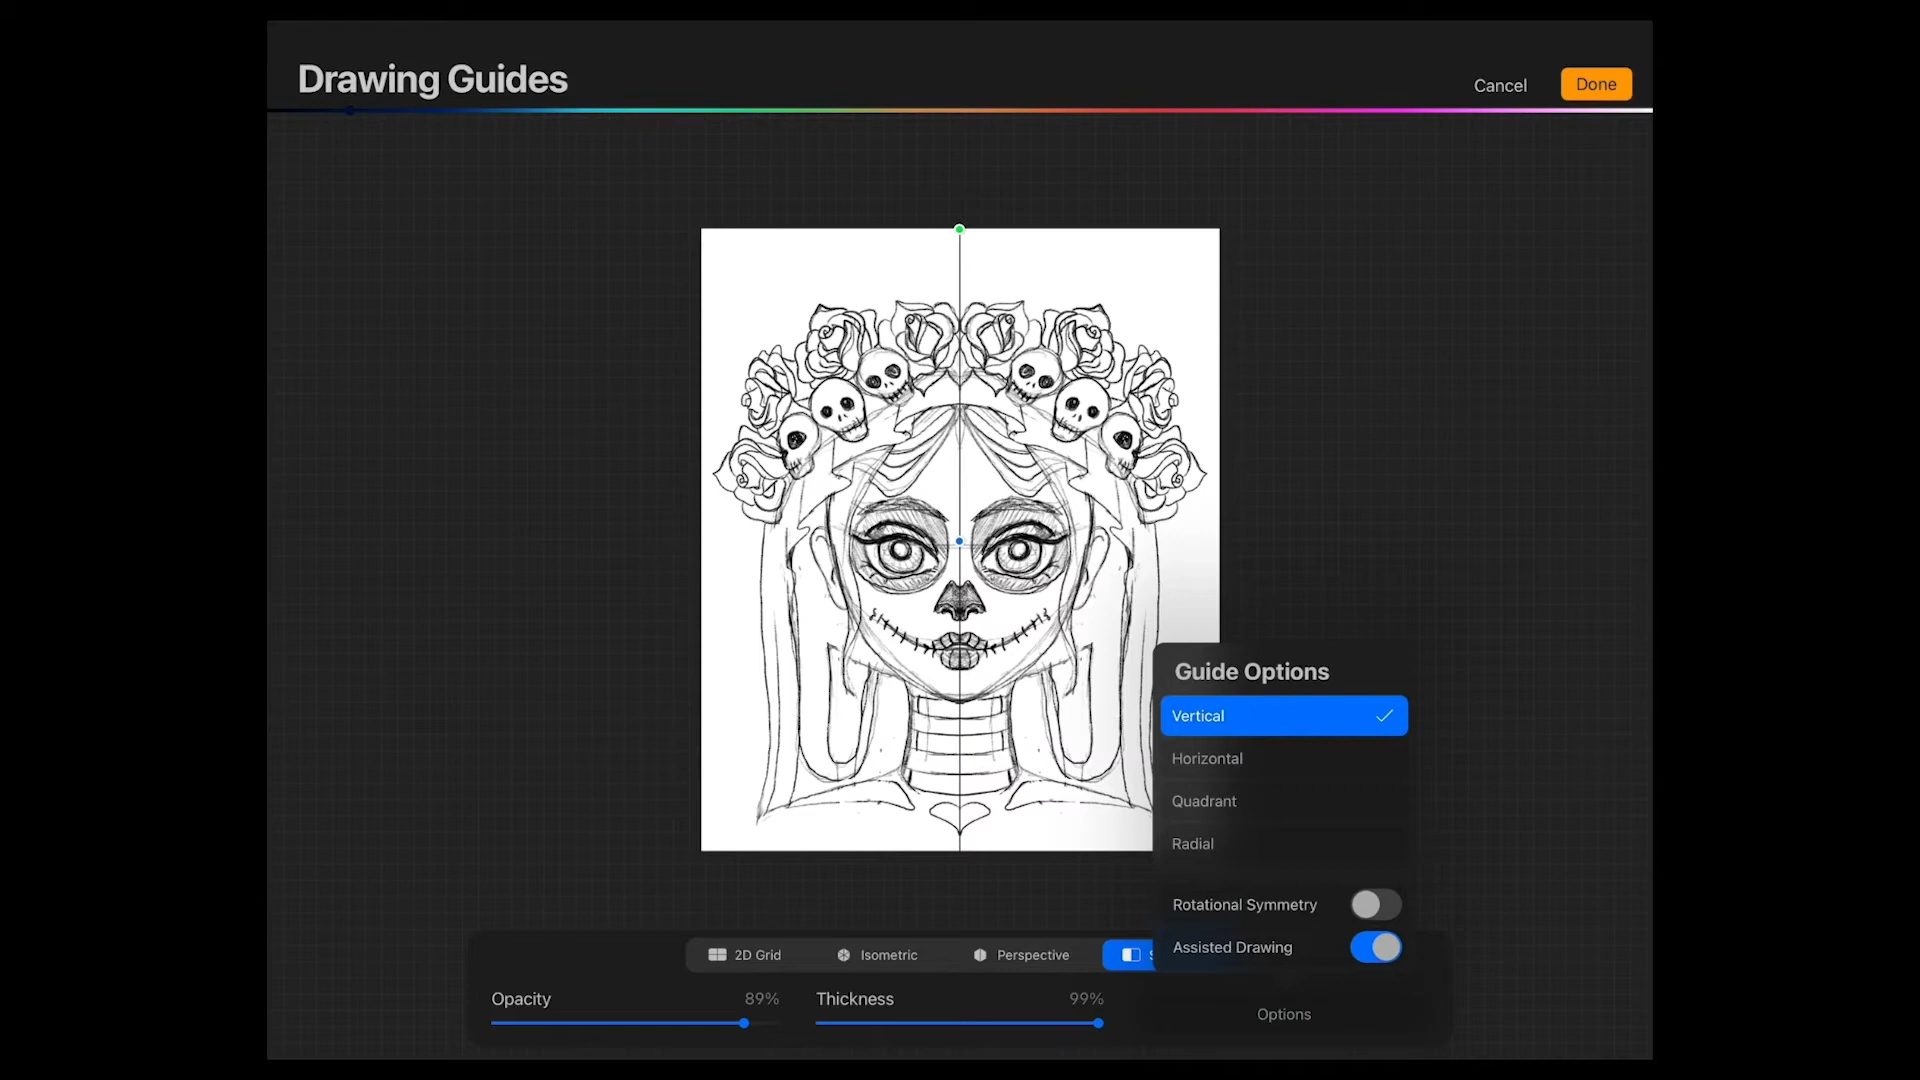 Drawing Guides
Cancel
Done
Guide Options
Vertical
Horizontal
Quadrant
Radial
Rotational Symmetry
Assisted Drawing
2D Grid
Isometric
Perspective
Opacity
89%
Thickness
99%
Options